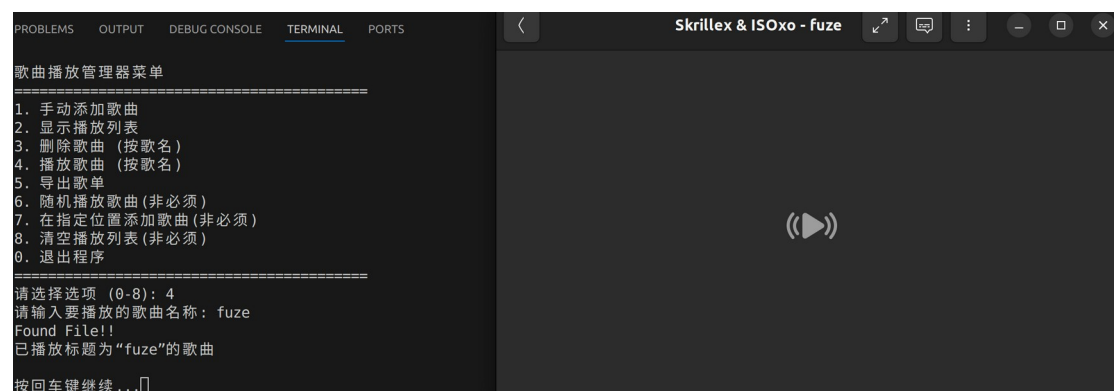 PROBLEMS OUTPUT DEBUG CONSOLE TERMINAL PORTS
歌曲播放管理器菜单
==========================================
1. 手动添加歌曲
2. 显示播放列表
3. 删除歌曲 (按歌名)
4. 播放歌曲 (按歌名)
5. 导出歌单
6. 随机播放歌曲(非必须)
7. 在指定位置添加歌曲(非必须)
8. 清空播放列表(非必须)
0. 退出程序
==========================================
请选择选项 (0-8): 4
请输入要播放的歌曲名称: fuze
Found File!!
已播放标题为“fuze”的歌曲
按回车键继续...
Skrillex & ISOxo - fuze